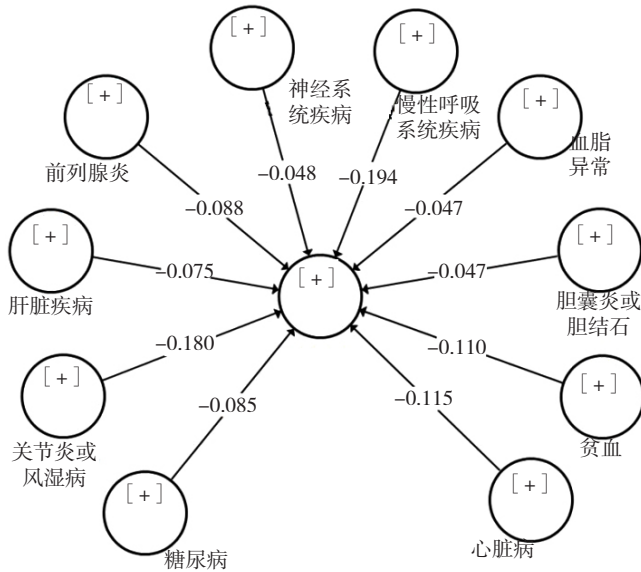 [+]
[+]
神经系
统疾病
慢性呼吸
系统疾病
[+]
前列腺炎
[+]
血脂
异常
-0.048
-0.194
-0.088
-0.047
[+]
肝脏疾病
-0.075
[+]
-0.047
[+]
胆囊炎或
胆结石
-0.180
-0.110
[+]
关节炎或
风湿病
-0.085
-0.115
[+]
贫血
[+]
糖尿病
[+]
心脏病